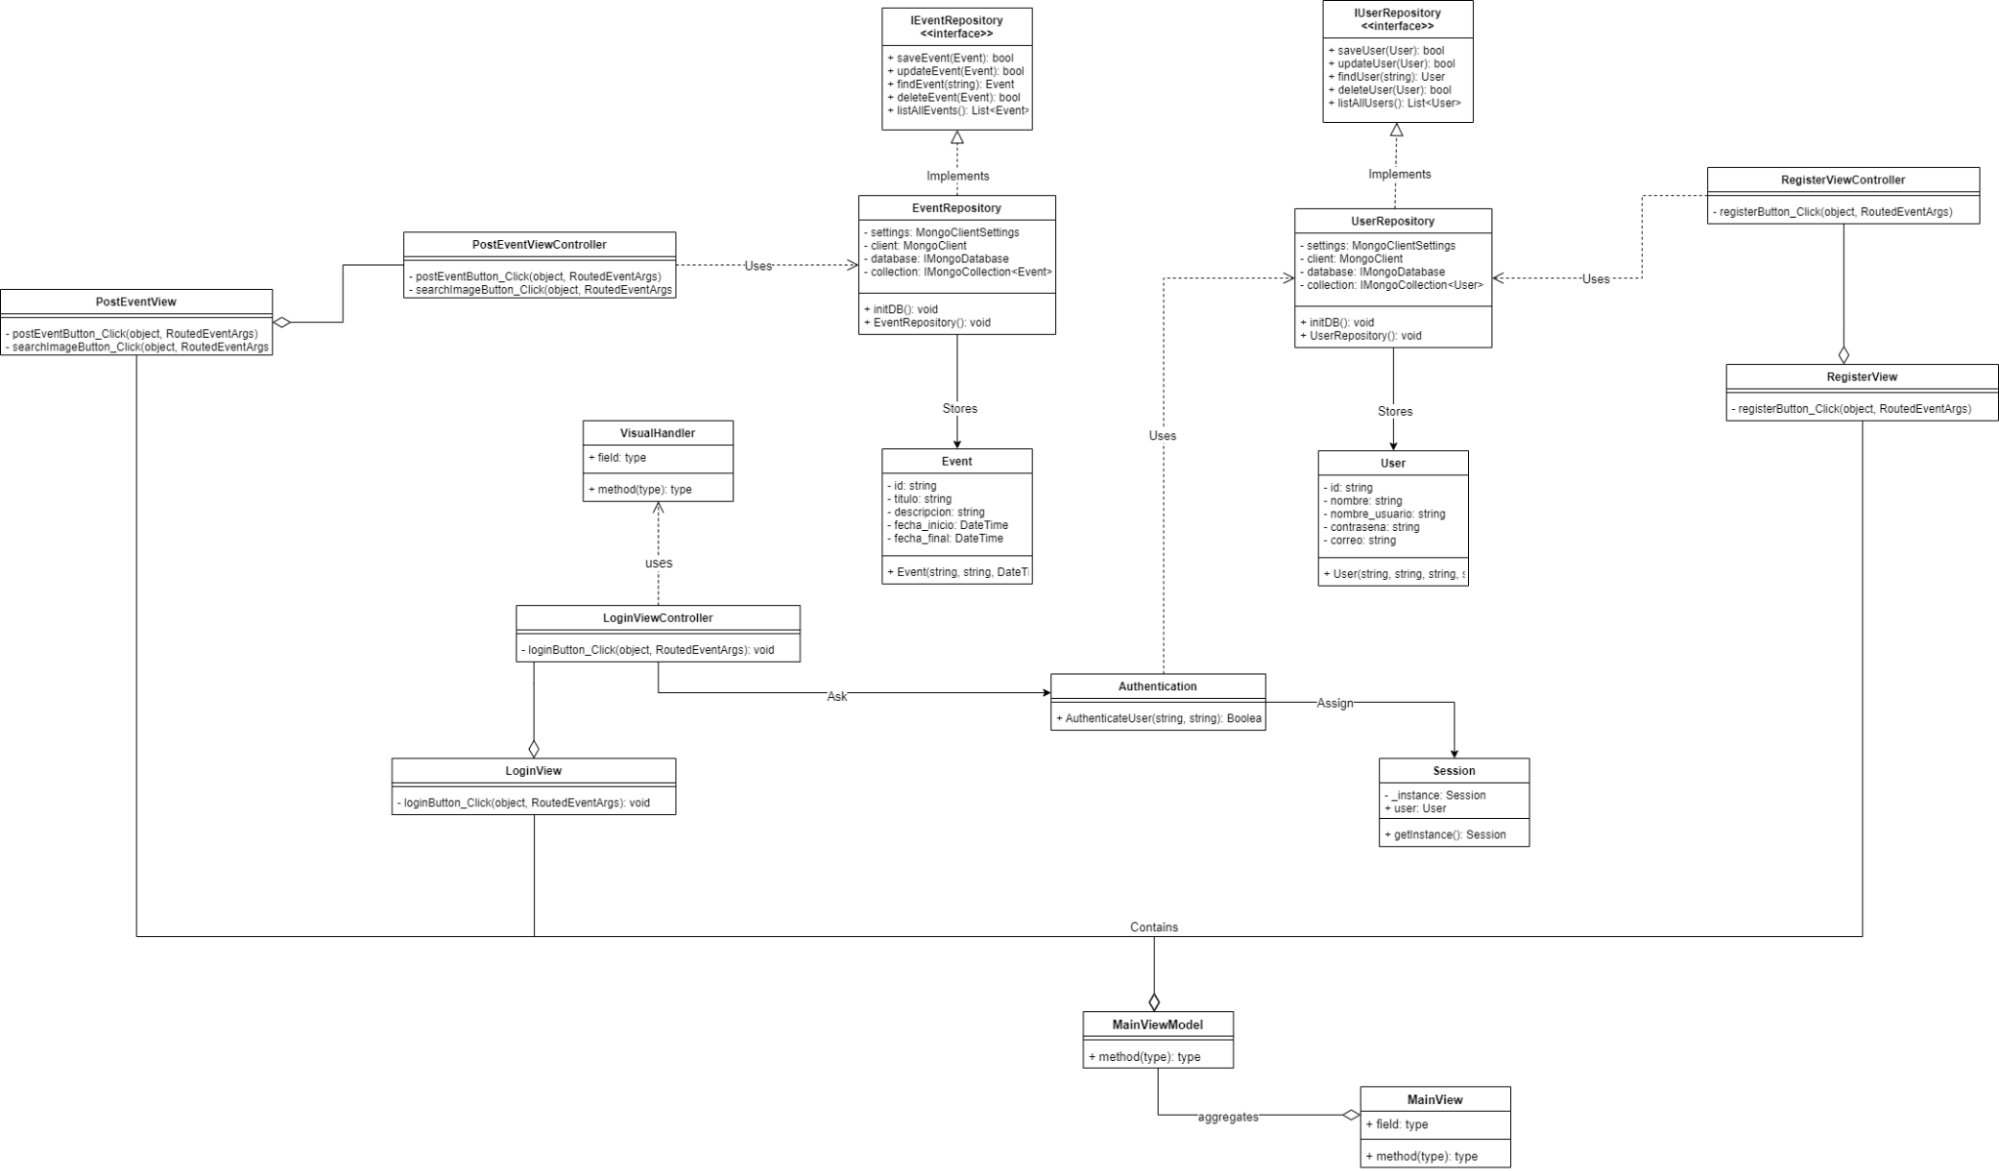 IEventRepository
<<interface>>
+ saveEvent(Event): bool
+ updateEvent(Event): bool
+ findEvent(string): Event
+ deleteEvent(Event): bool
+ listAllEvents(): List<Event>
IUserRepository
<<interface>>
+ saveUser(User): bool
+ updateUser(User): bool
+ findUser(string): User
+ deleteUser(User): bool
+ listAllUsers(): List<User>
Implements
Implements
RegisterViewController
- registerButton_Click(object, RoutedEventArgs)
EventRepository
- settings: MongoClientSettings
- client: MongoClient
- database: IMongoDatabase
- collection: IMongoCollection<Event>
+ initDB(): void
+ EventRepository(): void
UserRepository
- settings: MongoClientSettings
- client: MongoClient
- database: IMongoDatabase
- collection: IMongoCollection<User>
+ initDB(): void
+ UserRepository(): void
PostEventViewController
- postEventButton_Click(object, RoutedEventArgs)
- searchImageButton_Click(object, RoutedEventArgs
Uses
Uses
PostEventView
- postEventButton_Click(object, RoutedEventArgs)
- searchImageButton_Click(object, RoutedEventArgs
RegisterView
- registerButton_Click(object, RoutedEventArgs)
Stores
Stores
Uses
VisualHandler
+ field: type
+ method(type): type
Event
- id: string
- titulo: string
- descripcion: string
- fecha_inicio: DateTime
- fecha_final: DateTime
+ Event(string, string, DateTi
User
- id: string
- nombre: string
- nombre_usuario: string
- contrasena: string
- correo: string
+ User(string, string, string, s
uses
LoginViewController
- loginButton_Click(object, RoutedEventArgs): void
Ask
Authentication
+ AuthenticateUser(string, string): Boolea
Assign
LoginView
- loginButton_Click(object, RoutedEventArgs): void
Session
- _instance: Session
+ user: User
+ getInstance(): Session
Contains
MainViewModel
+ method(type): type
aggregates
MainView
+ field: type
+ method(type): type